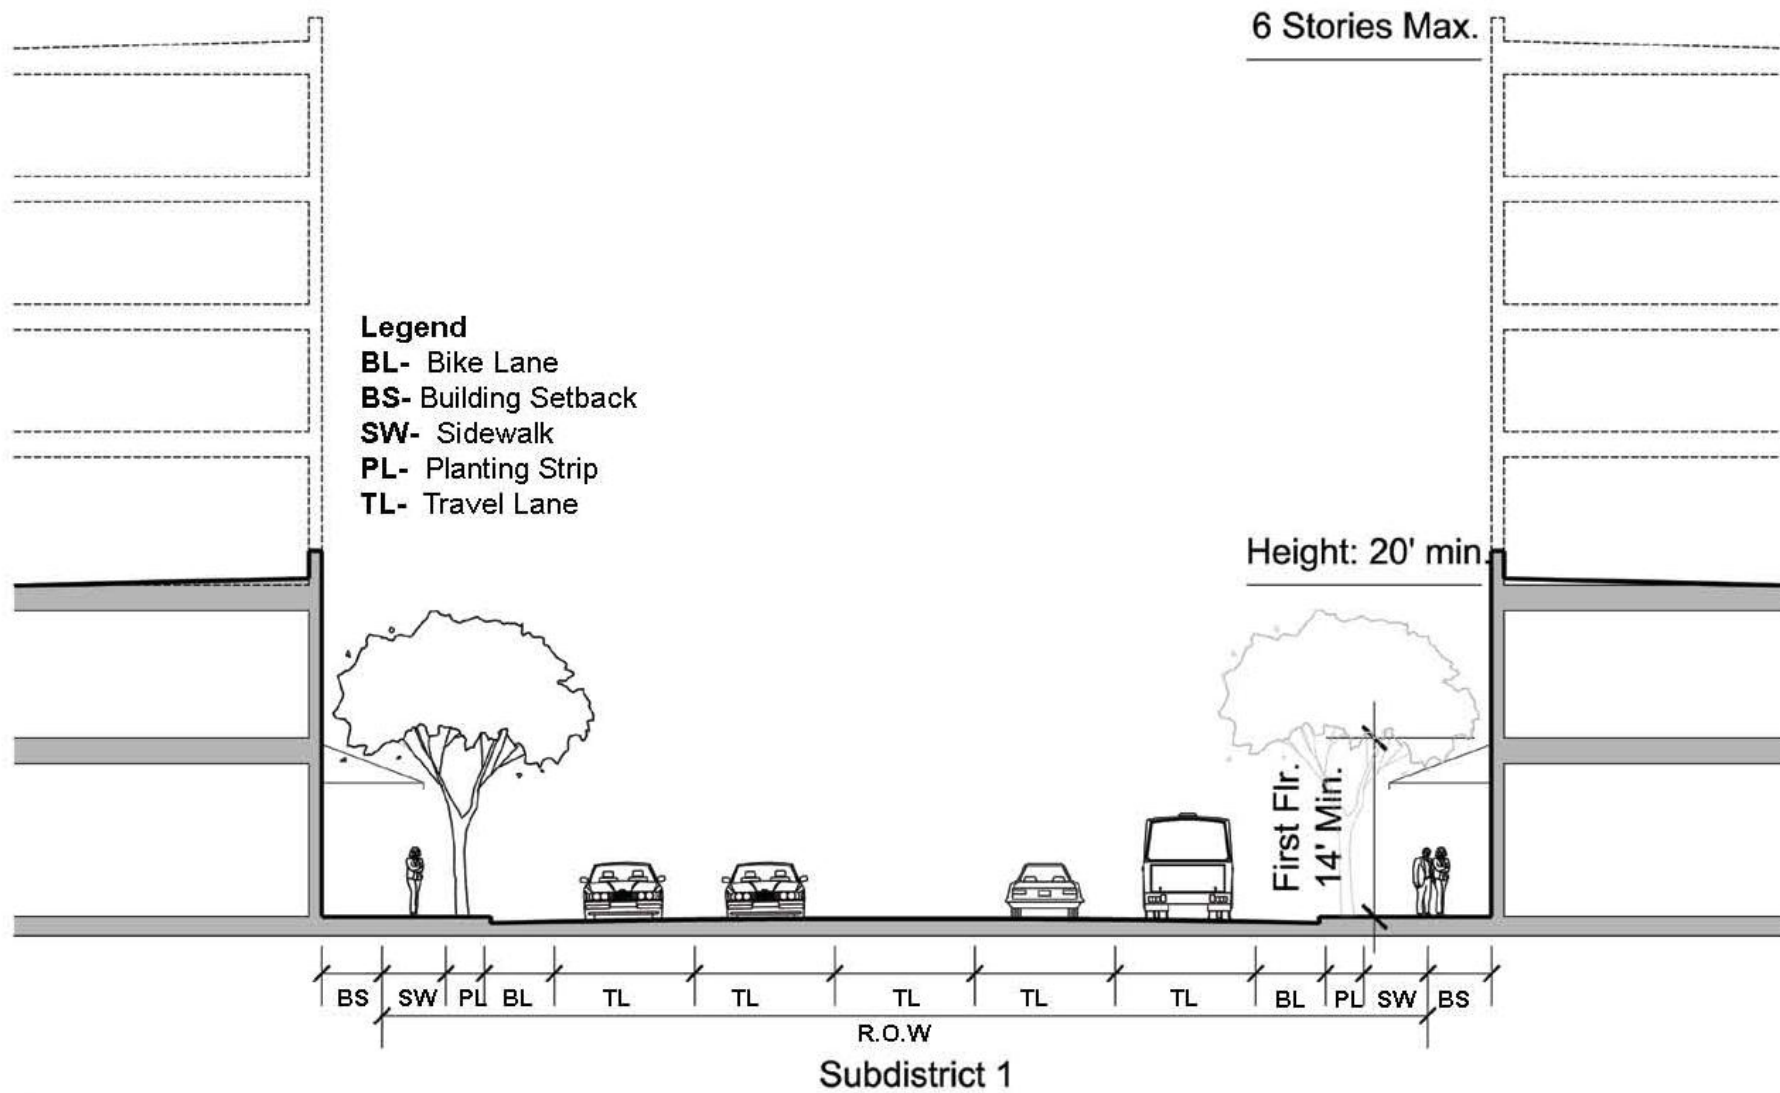 6 Stories Max.
Legend
BL- Bike Lane
BS- Building Setback
SW- Sidewalk
PL- Planting Strip
TL- Travel Lane
Height: 20' min.
First Flr.
14' Min.
BS SW PL BL TL TL TL TL TL BL PL SW BS
R.O.W
Subdistrict 1